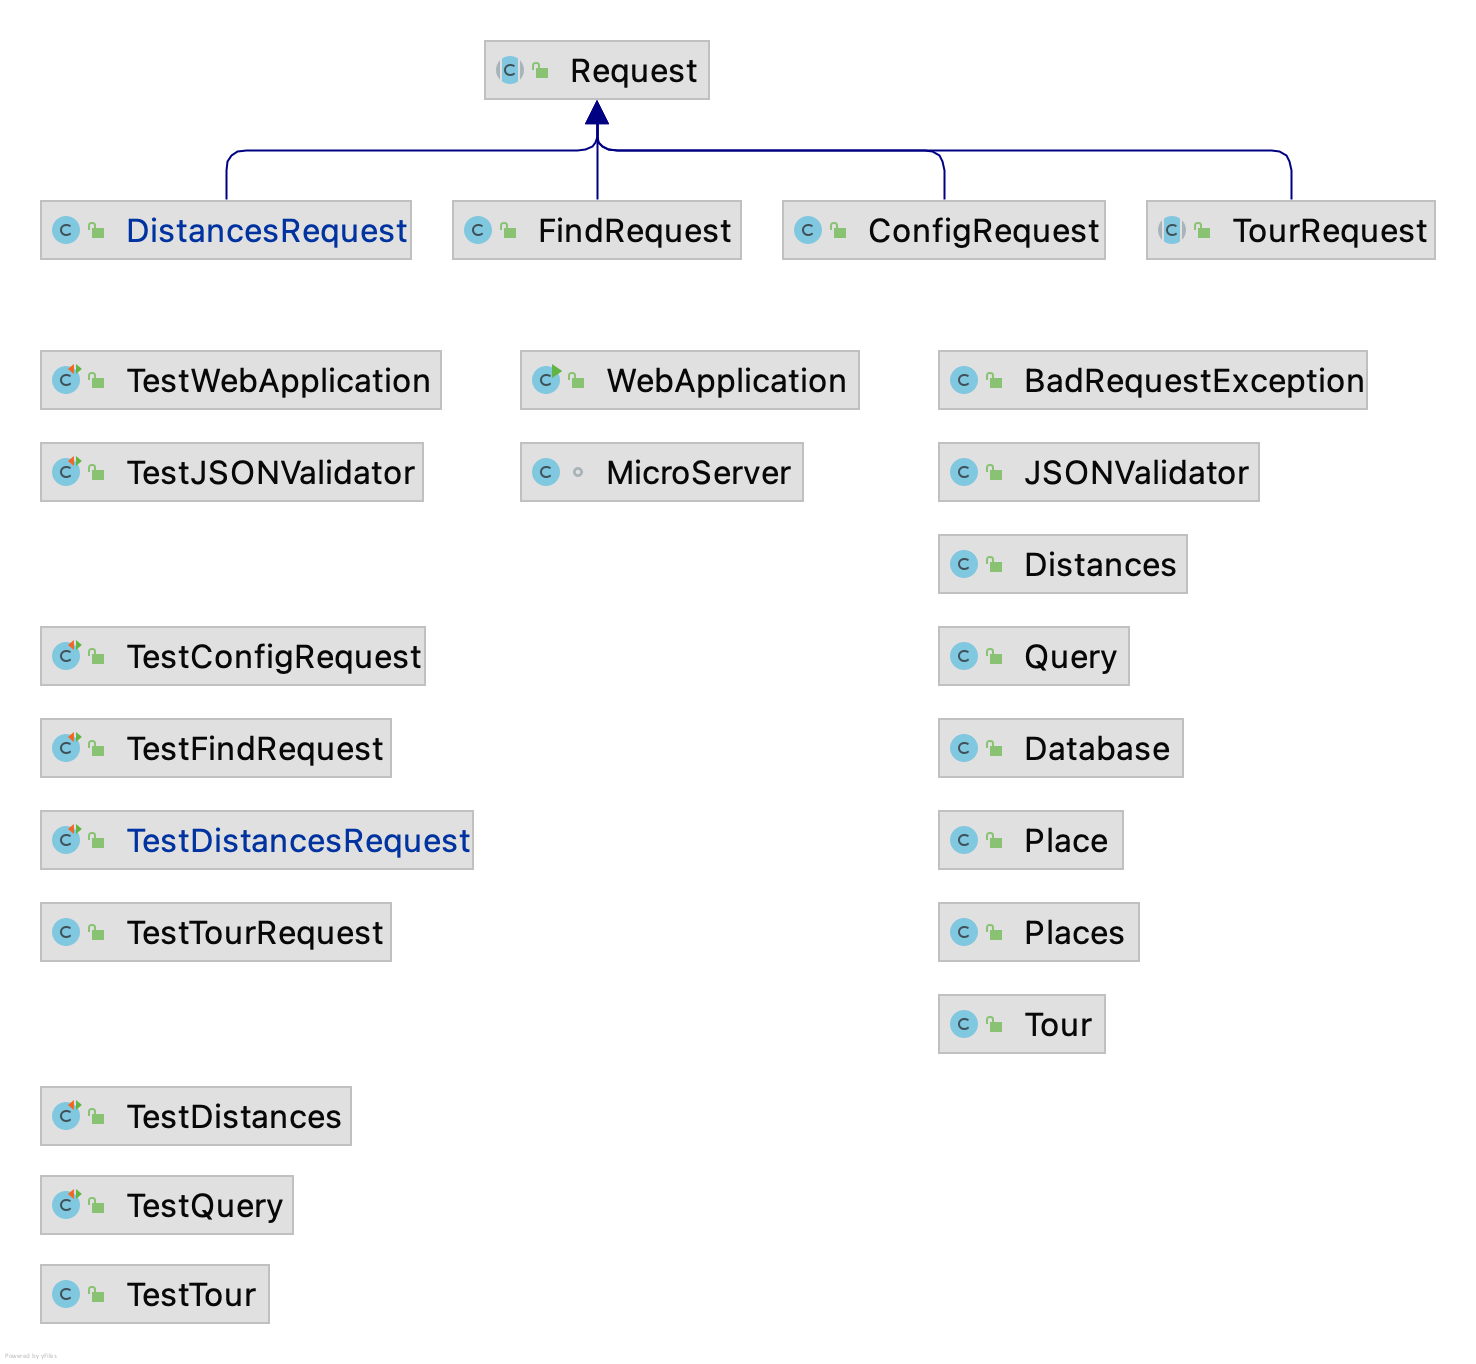 Request
DistancesRequest
FindRequest
ConfigRequest
TourRequest
TestWebApplication
WebApplication
BadRequestException
TestJSONValidator
MicroServer
JSONValidator
Distances
TestConfigRequest
Query
TestFindRequest
Database
TestDistancesRequest
Place
TestTourRequest
Places
Tour
TestDistances
TestQuery
TestTour
Powered by yFiles